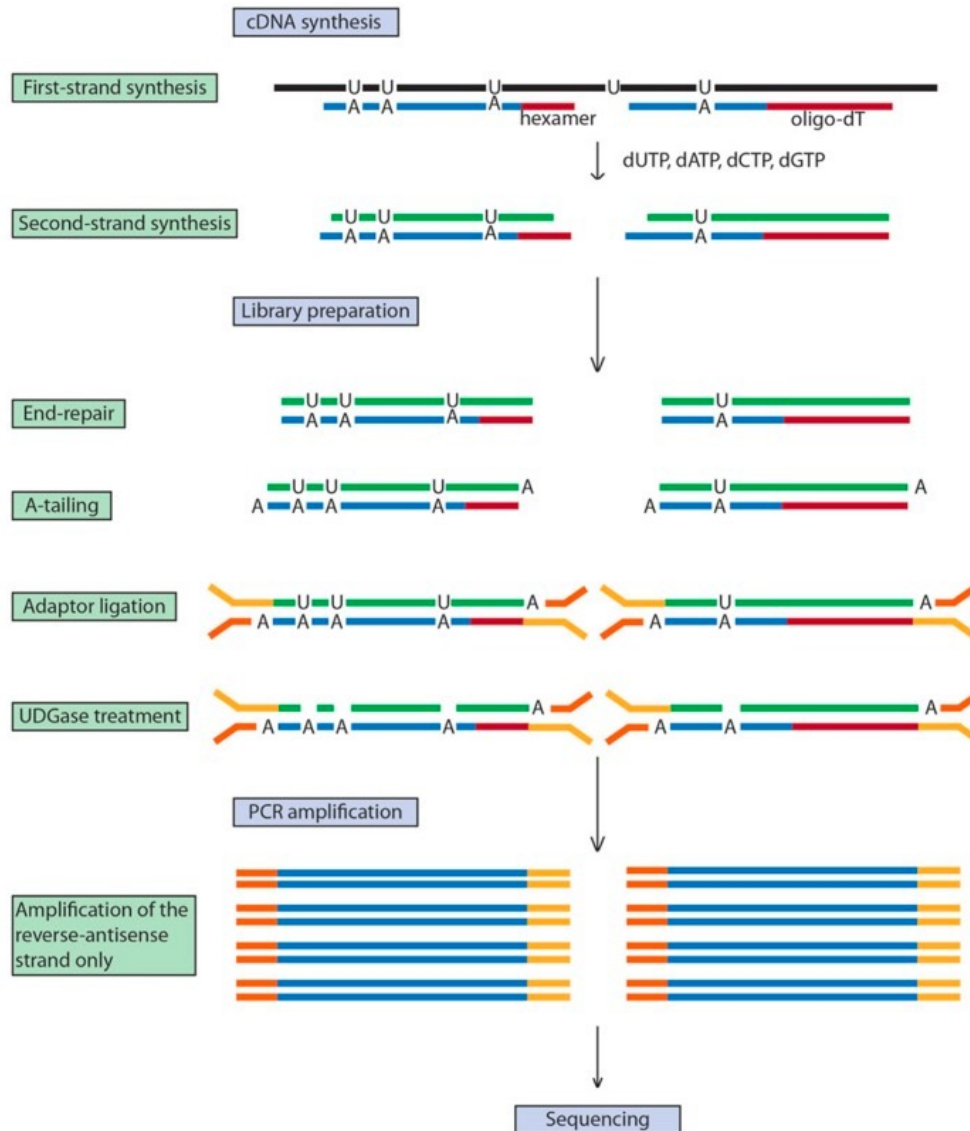 cDNA synthesis
First-strand synthesis
U U U U U
A A A A
hexamer oligo-dT
dUTP, dATP, dCTP, dGTP
Second-strand synthesis
U U U U
A A A A
Library preparation
End-repair
U U U U
A A A A
A-tailing
U U U A U A
A A A A A A
Adaptor ligation
U U U A U A
A A A A A A
UDGase treatment
A A
A A A A A A
PCR amplification
Amplification of the
reverse-antisense
strand only
Sequencing